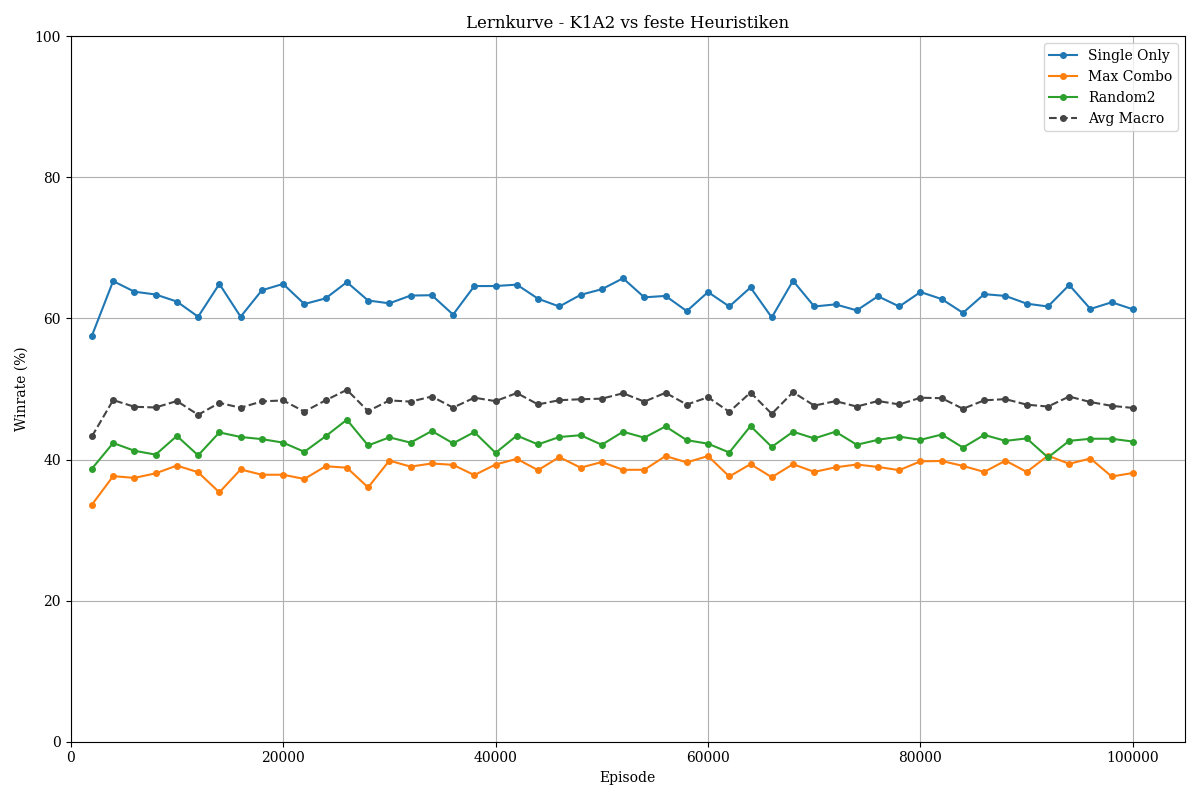 Lernkurve - K1A2 vs feste Heuristiken
Single Only
Max Combo
Random2
Avg Macro
Winrate (%)
100
80
60
40
20
0
0 20000 40000 60000 80000 100000
Episode